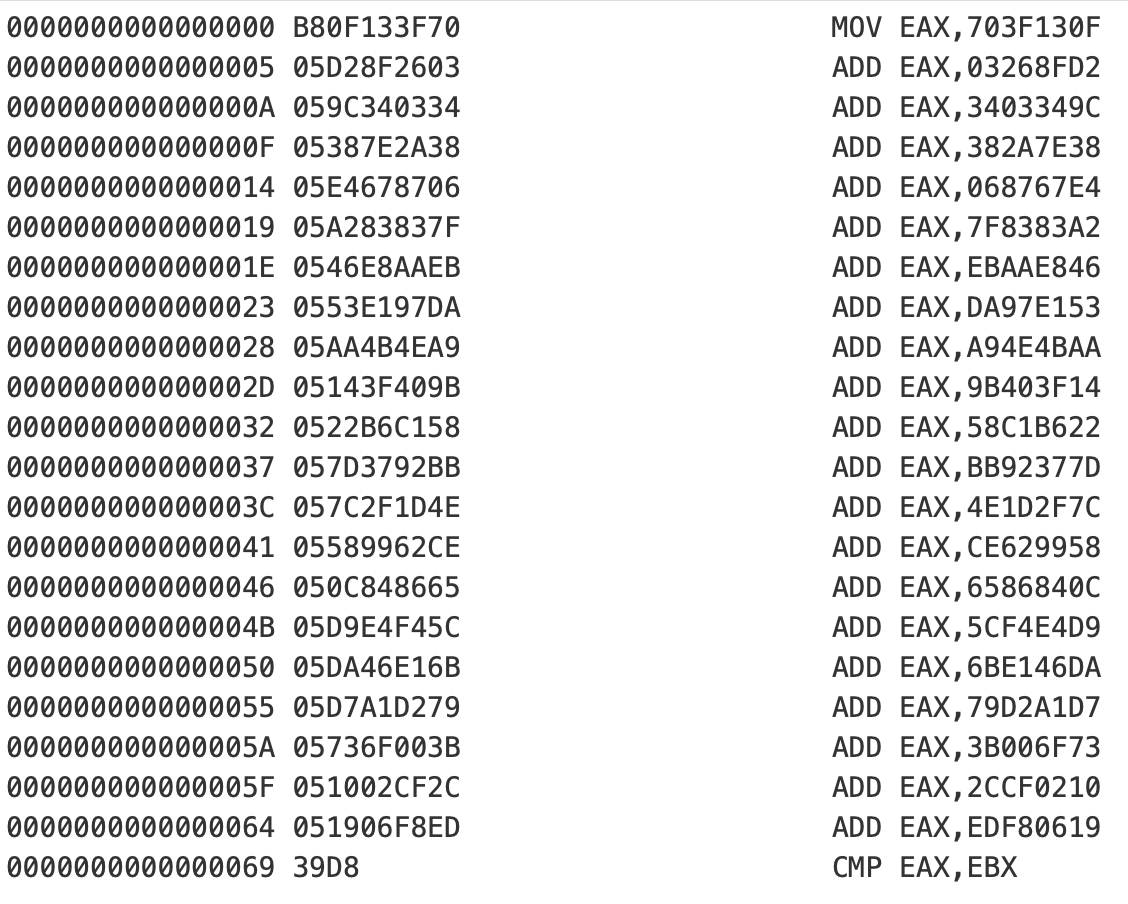 0000000000000000 B80F133F70 MOV EAX,703F130F
0000000000000005 05D28F2603 ADD EAX,03268FD2
000000000000000A 059C340334 ADD EAX,3403349C
000000000000000F 05387E2A38 ADD EAX,382A7E38
0000000000000014 05E4678706 ADD EAX,068767E4
0000000000000019 05A283837F ADD EAX,7F8383A2
000000000000001E 0546E8AAEB ADD EAX,EBAAE846
0000000000000023 0553E197DA ADD EAX,DA97E153
0000000000000028 05AA4B4EA9 ADD EAX,A94E4BAA
000000000000002D 05143F409B ADD EAX,9B403F14
0000000000000032 0522B6C158 ADD EAX,58C1B622
0000000000000037 057D3792BB ADD EAX,BB92377D
000000000000003C 057C2F1D4E ADD EAX,4E1D2F7C
0000000000000041 05589962CE ADD EAX,CE629958
0000000000000046 050C848665 ADD EAX,6586840C
000000000000004B 05D9E4F45C ADD EAX,5CF4E4D9
0000000000000050 05DA46E16B ADD EAX,6BE146DA
0000000000000055 05D7A1D279 ADD EAX,79D2A1D7
000000000000005A 05736F003B ADD EAX,3B006F73
000000000000005F 051002CF2C ADD EAX,2CCF0210
0000000000000064 051906F8ED ADD EAX,EDF80619
0000000000000069 39D8 CMP EAX,EBX